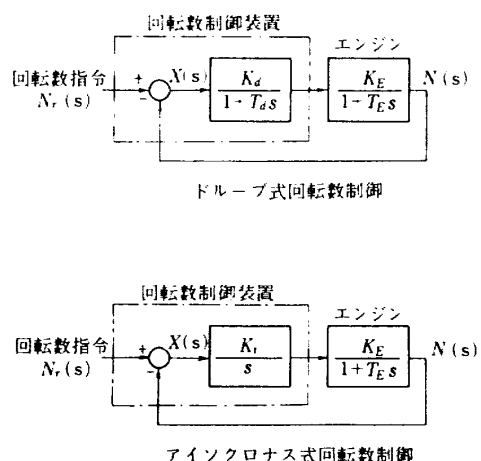 回転数制御装置
エンジン
回転数指令
N_r(s)
+
−
X(s)
K_d
1 - T_d s
K_E
1 - T_E s
N(s)
ドループ式回転数制御
回転数制御装置
エンジン
回転数指令
N_r(s)
+
−
X(s)
K_t
s
K_E
1 + T_E s
N(s)
アイソクロナス式回転数制御